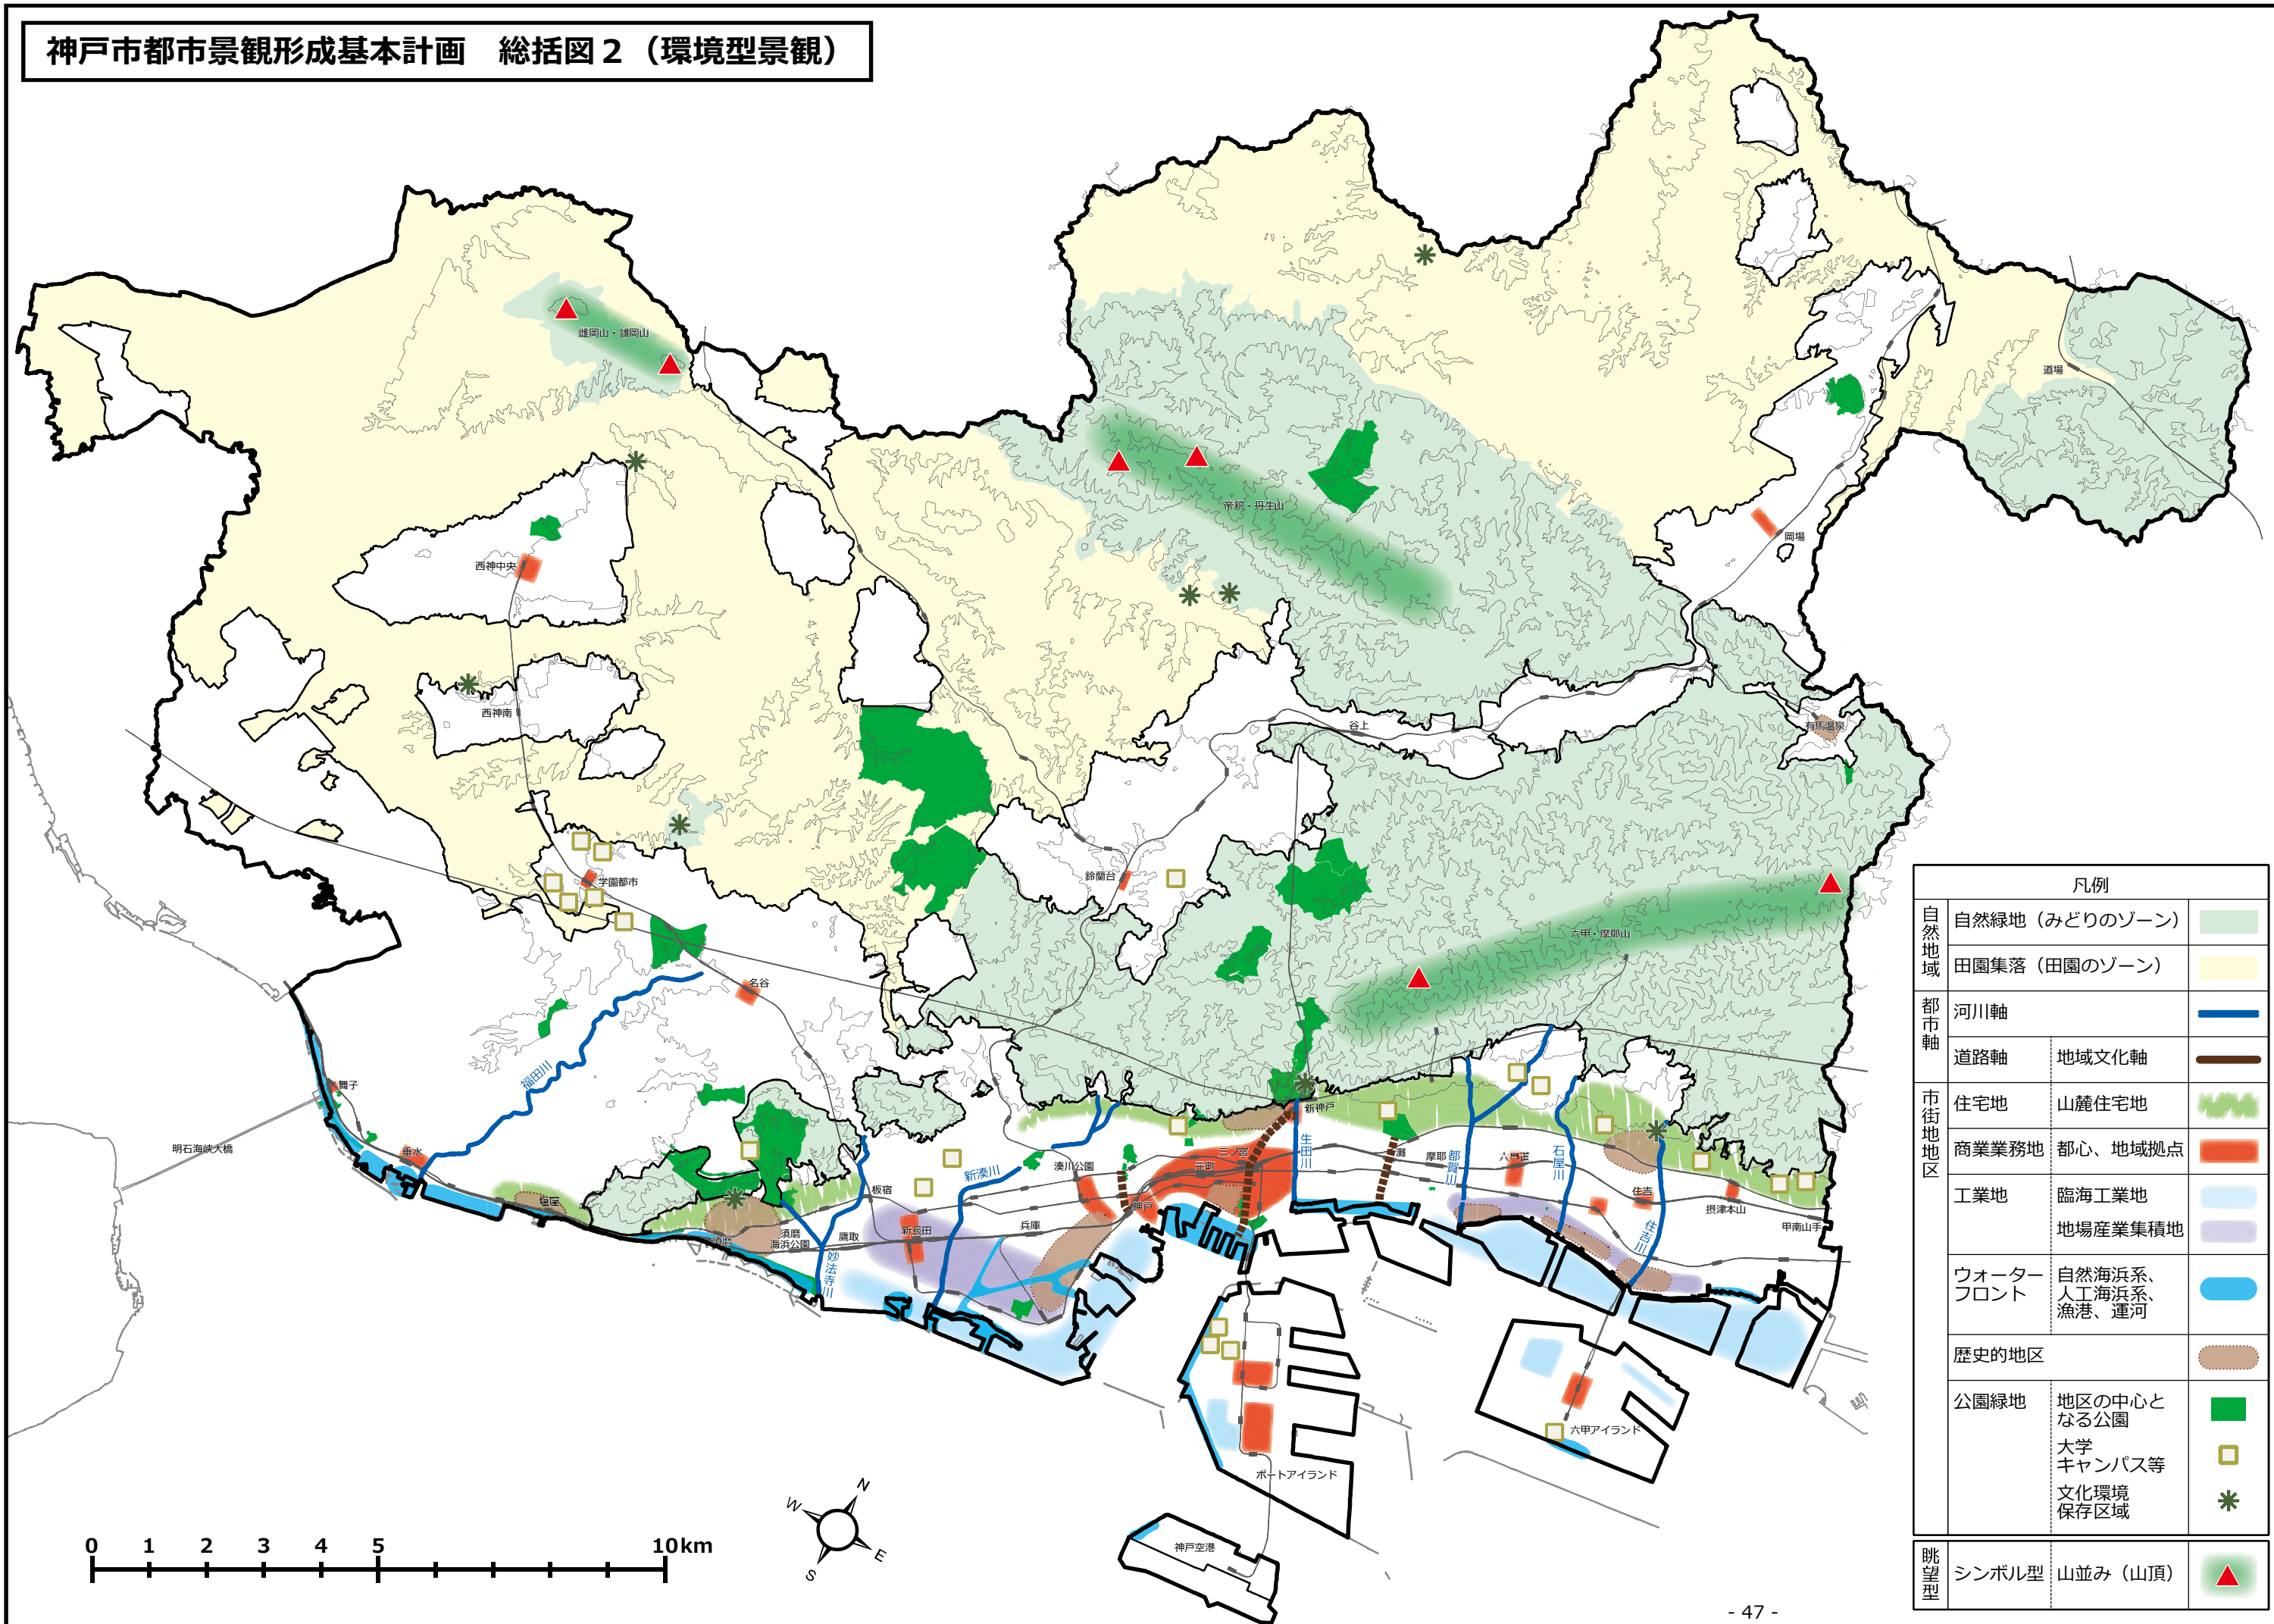 神戸市都市景観形成基本計画　総括図２（環境型景観）
雌岡山・雄岡山
道場
帝釈・丹生山
岡場
西神中央
西神南
谷上
有馬温泉
学園都市
鈴蘭台
六甲・摩耶山
名谷
福田川
舞子
明石海峡大橋
垂水
塩屋
須磨
須磨
海浜公園
鷹取
妙法寺川
板宿
新長田
新湊川
兵庫
湊川公園
神戸
元町
三ノ宮
新神戸
生田川
灘
摩耶
都賀川
六甲道
石屋川
住吉
住吉川
摂津本山
甲南山手
六甲アイランド
ポートアイランド
神戸空港
凡例
自然地域
自然緑地（みどりのゾーン）
田園集落（田園のゾーン）
都市軸
河川軸
道路軸 地域文化軸
市街地地区
住宅地 山麓住宅地
商業業務地 都心、地域拠点
工業地 臨海工業地
地場産業集積地
ウォーター
フロント
自然海浜系、
人工海浜系、
漁港、運河
歴史的地区
公園緑地
地区の中心と
なる公園
大学
キャンパス等
文化環境
保存区域
眺望型
シンボル型 山並み（山頂）
N
W
E
S
0 1 2 3 4 5 10km
- 47 -